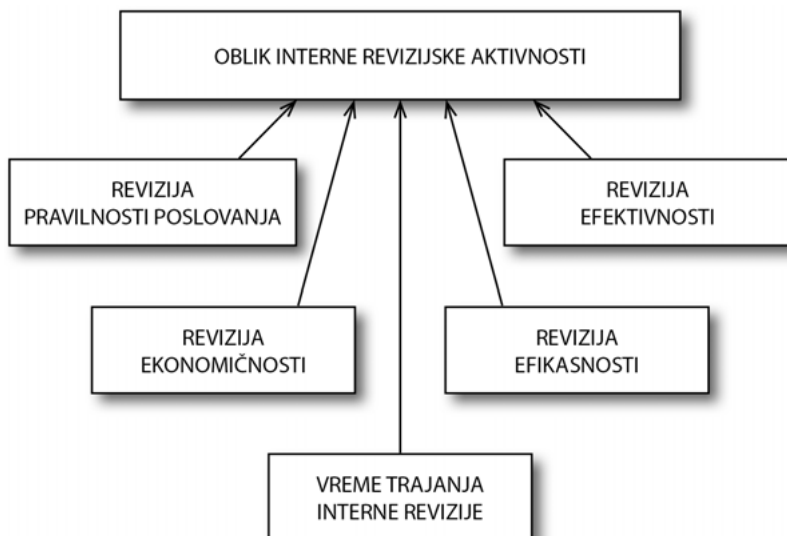 OBLIK INTERNE REVIZIJSKE AKTIVNOSTI
REVIZIJA
PRAVILNOSTI POSLOVANJA
REVIZIJA
EFEKTIVNOSTI
REVIZIJA
EKONOMIČNOSTI
REVIZIJA
EFIKASNOSTI
VREME TRAJANJA
INTERNE REVIZIJE